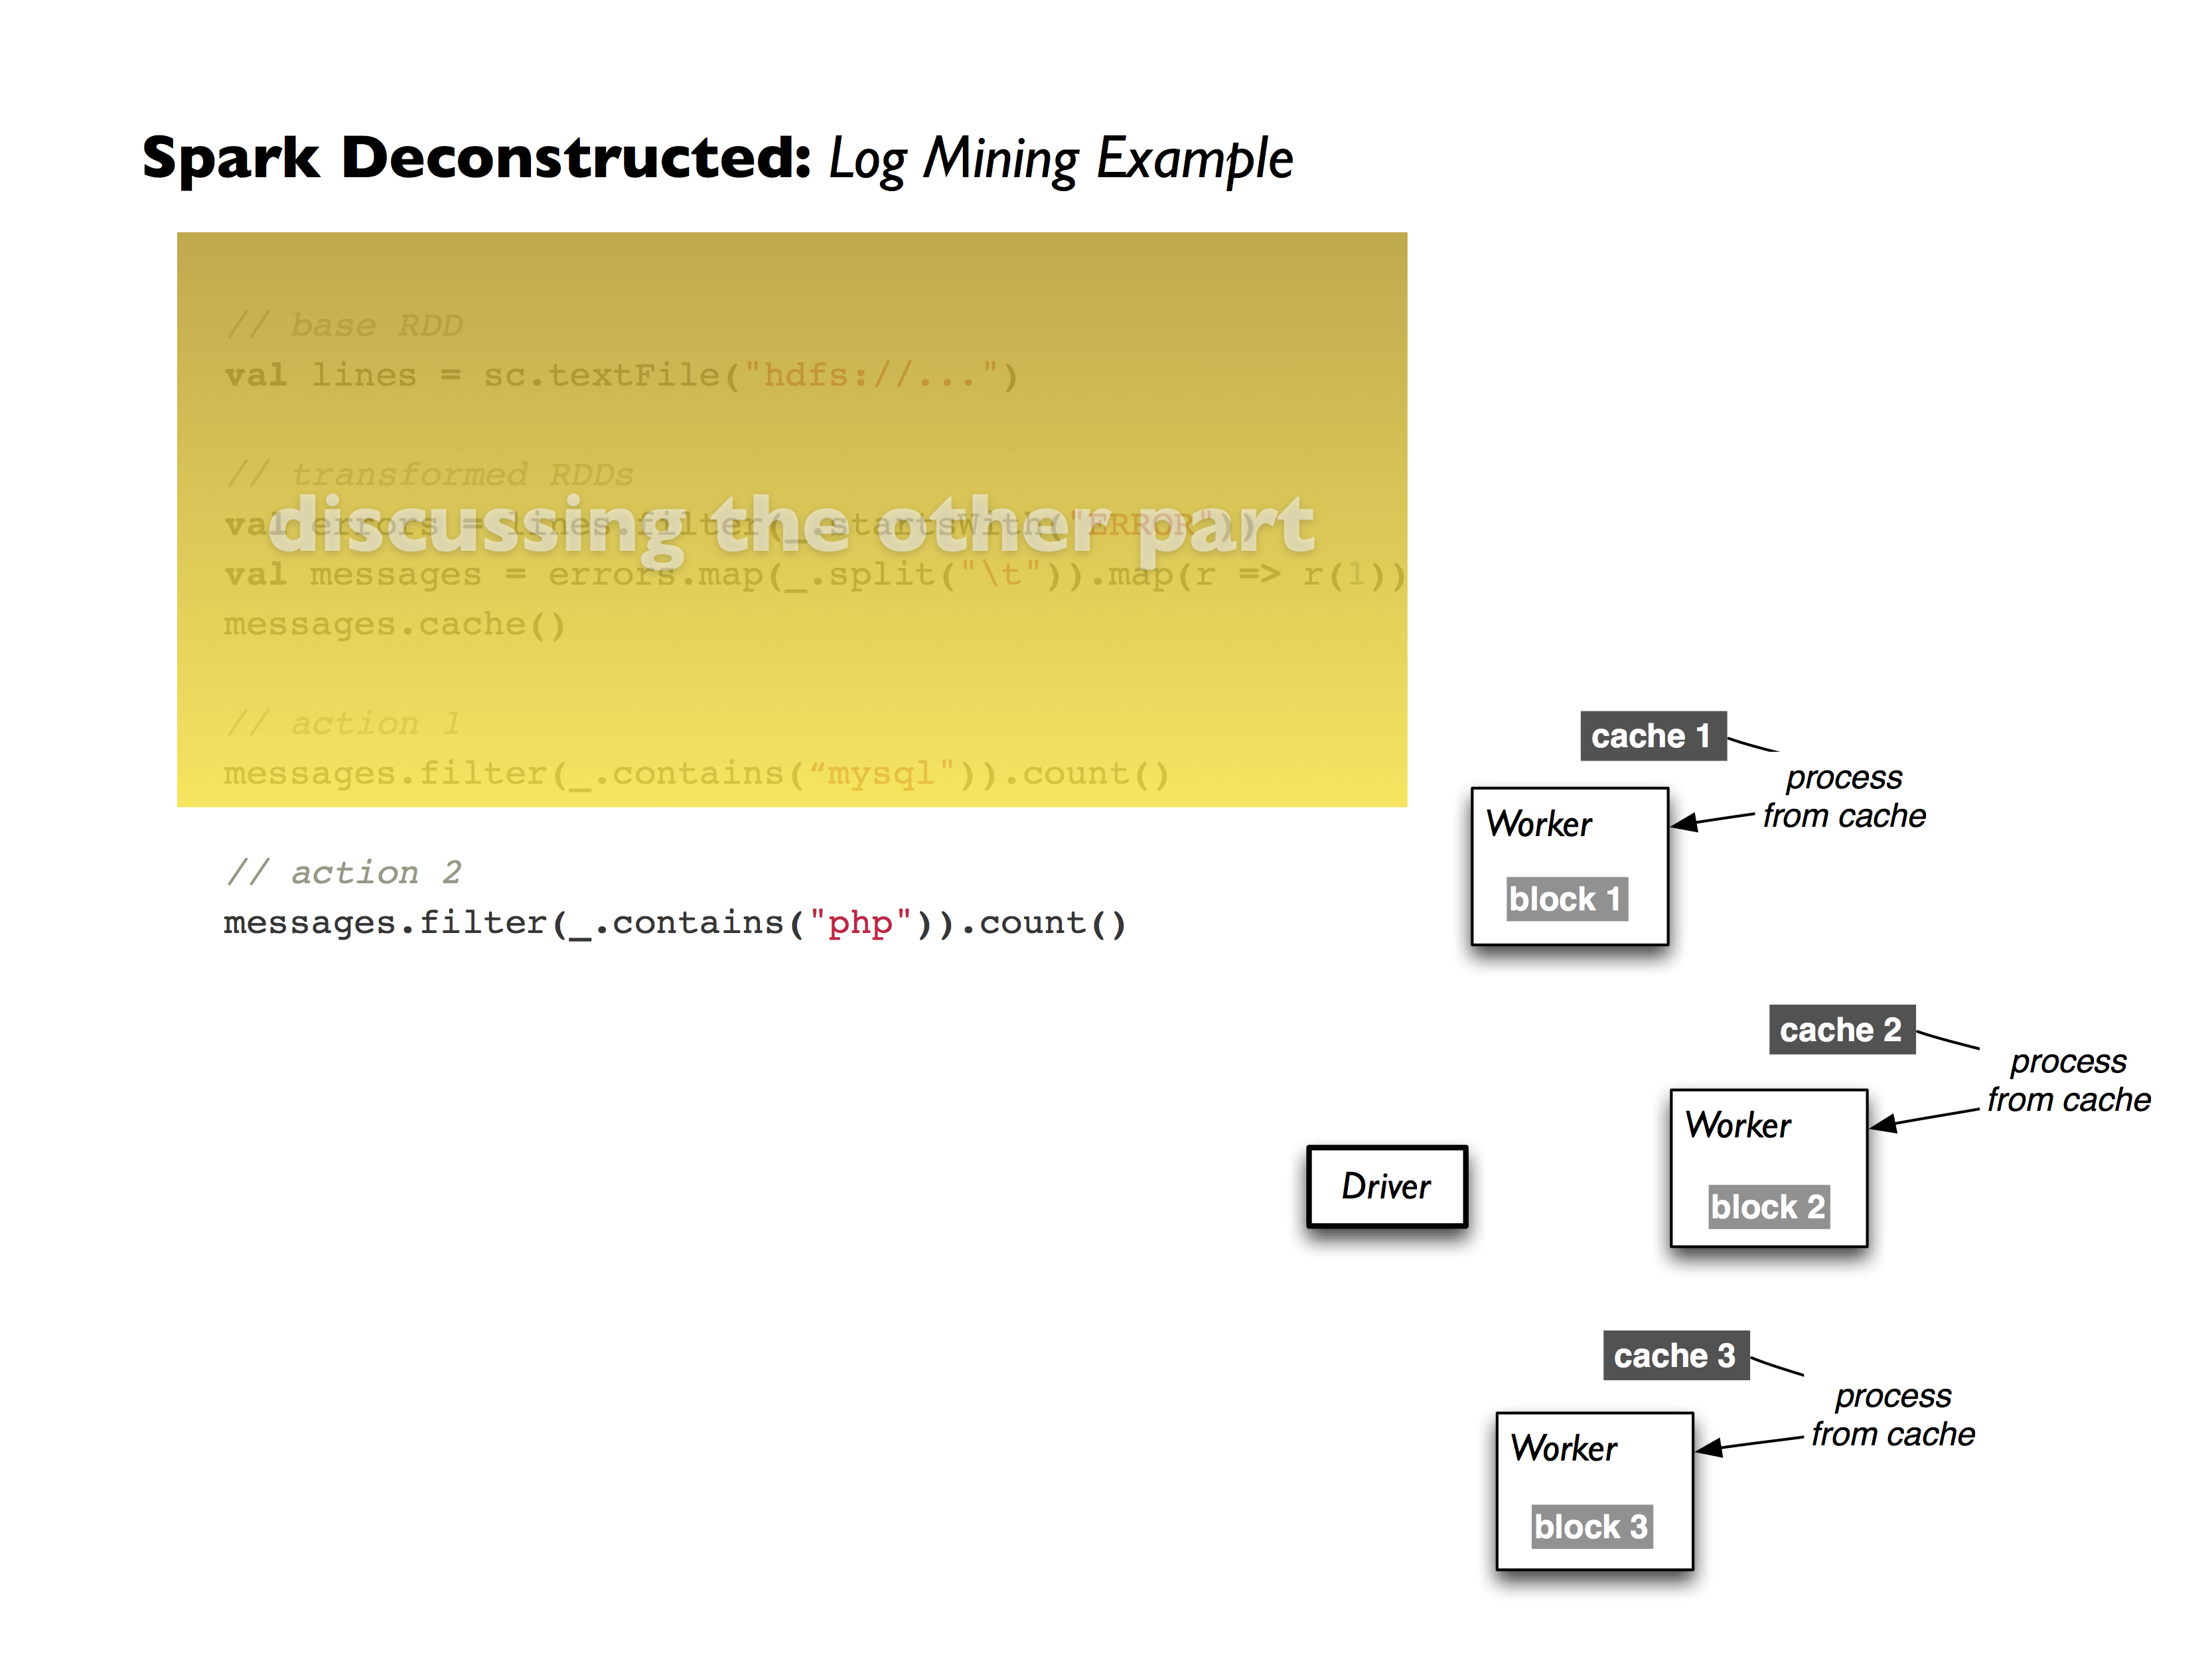 Spark Deconstructed: Log Mining Example
// base RDD
val lines = sc.textFile("hdfs://...")
// transformed RDDs
val errors = lines.filter(_.startsWith("ERROR"))
discussing the other part
val messages = errors.map(_.split("\t")).map(r => r(1))
messages.cache()
// action 1
messages.filter(_.contains(“mysql")).count()
// action 2
messages.filter(_.contains("php")).count()
cache 1
process
from cache
Worker
block 1
cache 2
process
from cache
Worker
block 2
Driver
cache 3
process
from cache
Worker
block 3